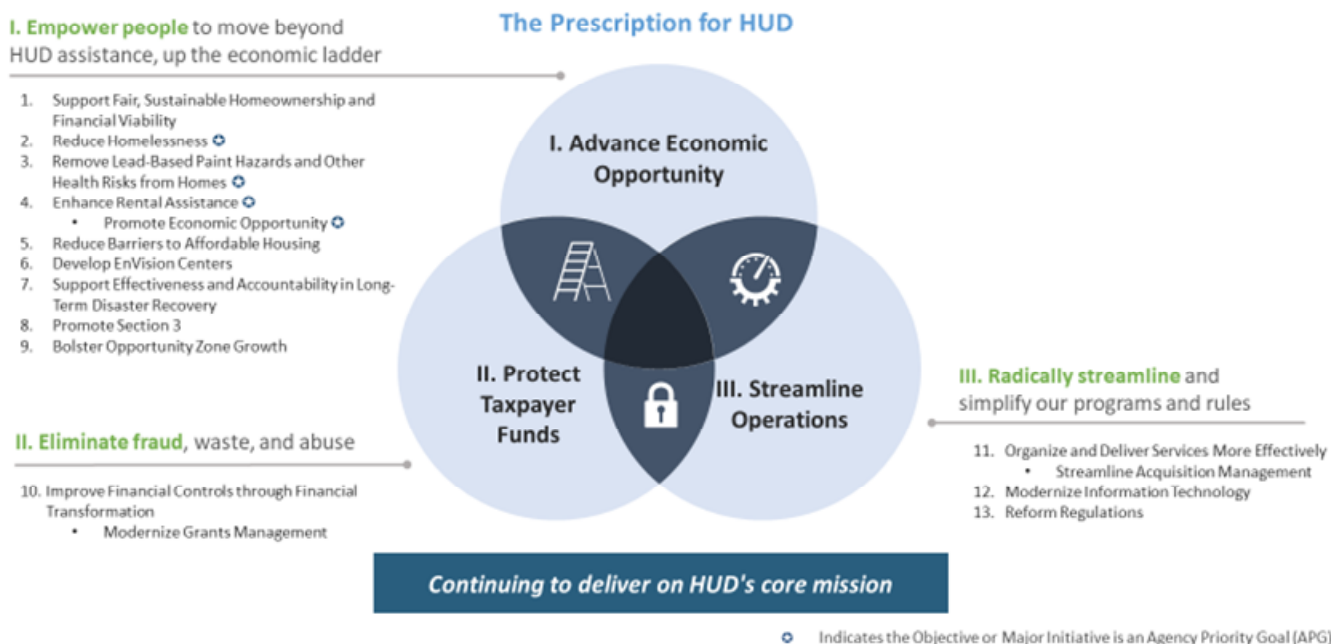 The Prescription for HUD
I. Empower people to move beyond
HUD assistance, up the economic ladder
1. Support Fair, Sustainable Homeownership and
Financial Viability
2. Reduce Homelessness ✪
3. Remove Lead-Based Paint Hazards and Other
Health Risks from Homes ✪
4. Enhance Rental Assistance ✪
• Promote Economic Opportunity ✪
5. Reduce Barriers to Affordable Housing
6. Develop EnVision Centers
7. Support Effectiveness and Accountability in Long-
Term Disaster Recovery
8. Promote Section 3
9. Bolster Opportunity Zone Growth
II. Eliminate fraud, waste, and abuse
10. Improve Financial Controls through Financial
Transformation
• Modernize Grants Management
I. Advance Economic
Opportunity
II. Protect
Taxpayer
Funds
III. Streamline
Operations
III. Radically streamline and
simplify our programs and rules
11. Organize and Deliver Services More Effectively
• Streamline Acquisition Management
12. Modernize Information Technology
13. Reform Regulations
Continuing to deliver on HUD's core mission
✪ Indicates the Objective or Major Initiative is an Agency Priority Goal (APG)